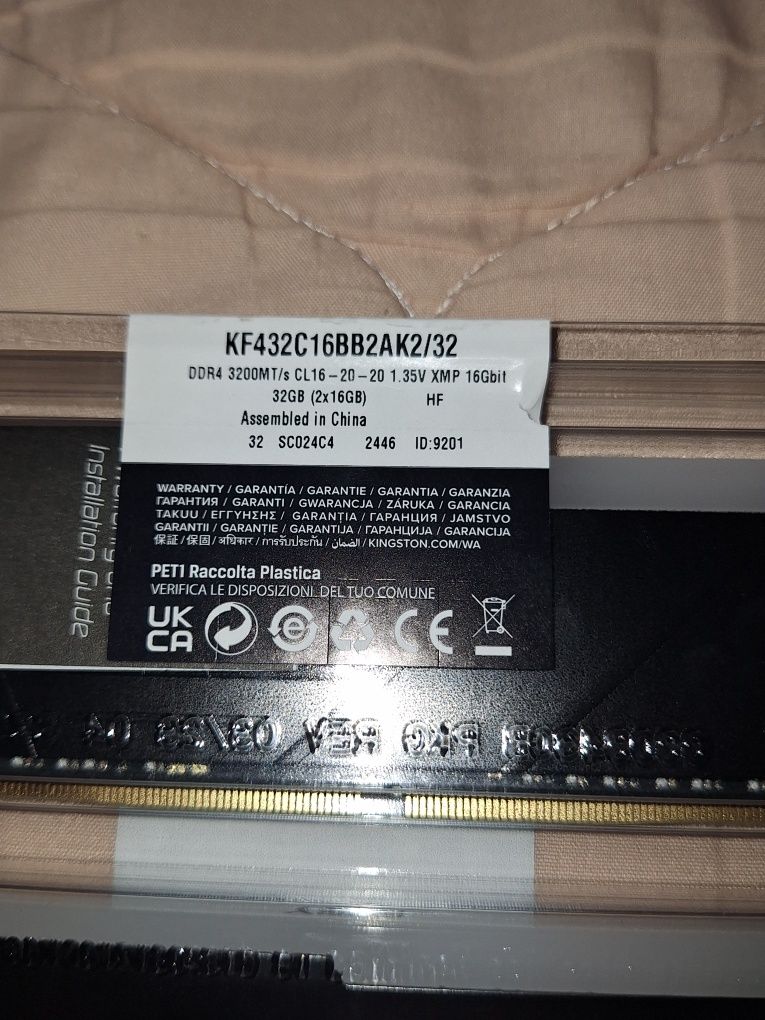 KF432C16BB2AK2/32
DDR4 3200MT/s CL16-20-20 1.35V XMP 16Gbit
32GB (2x16GB) HF
Assembled in China
32 SC024C4 2446 ID:9201
WARRANTY / GARANTÍA / GARANTIE / GARANTIA / GARANZIA
ГАРАНТИЯ / GARANTI / GWARANCJA / ZÁRUKA / GARANCIA
TAKUU / ΕΓΓΥΗΣΗΣ / GARANŢIA / ГАРАНЦИЯ / JAMSTVO
GARANTII / GARANȚIE / GARANTIJA / ГАРАНЦИЈА / GARANCIJA
保証 / 保固 / अधिकार / การรับประกัน / الضمان / KINGSTON.COM/WA
PET1 Raccolta Plastica
VERIFICA LE DISPOSIZIONI DEL TUO COMUNE
UK
CA
CE
Installation Guide